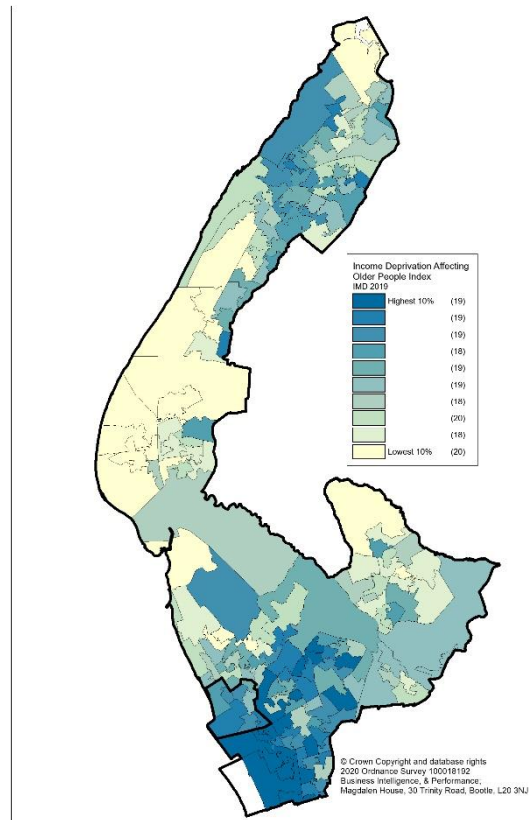 Income Deprivation Affecting
Older People Index
IMD 2019
Highest 10% (19)
(19)
(19)
(18)
(19)
(19)
(18)
(20)
(18)
Lowest 10% (20)
© Crown Copyright and database rights
2020 Ordnance Survey 100018192
Business Intelligence, & Performance,
Magdalen House, 30 Trinity Road, Bootle, L20 3NJ